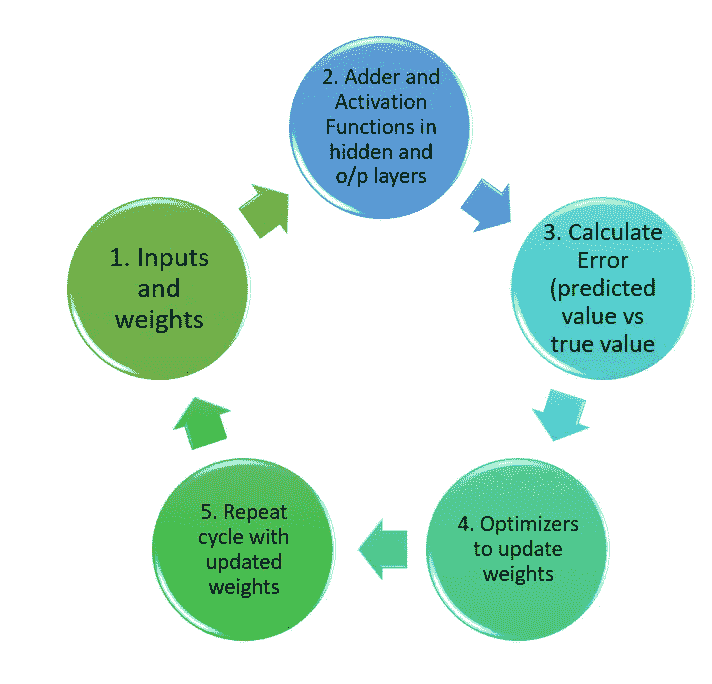 1. Inputs
and
weights
2. Adder and
Activation
Functions in
hidden and
o/p layers
3. Calculate
Error
(predicted
value vs
true value
4. Optimizers
to update
weights
5. Repeat
cycle with
updated
weights